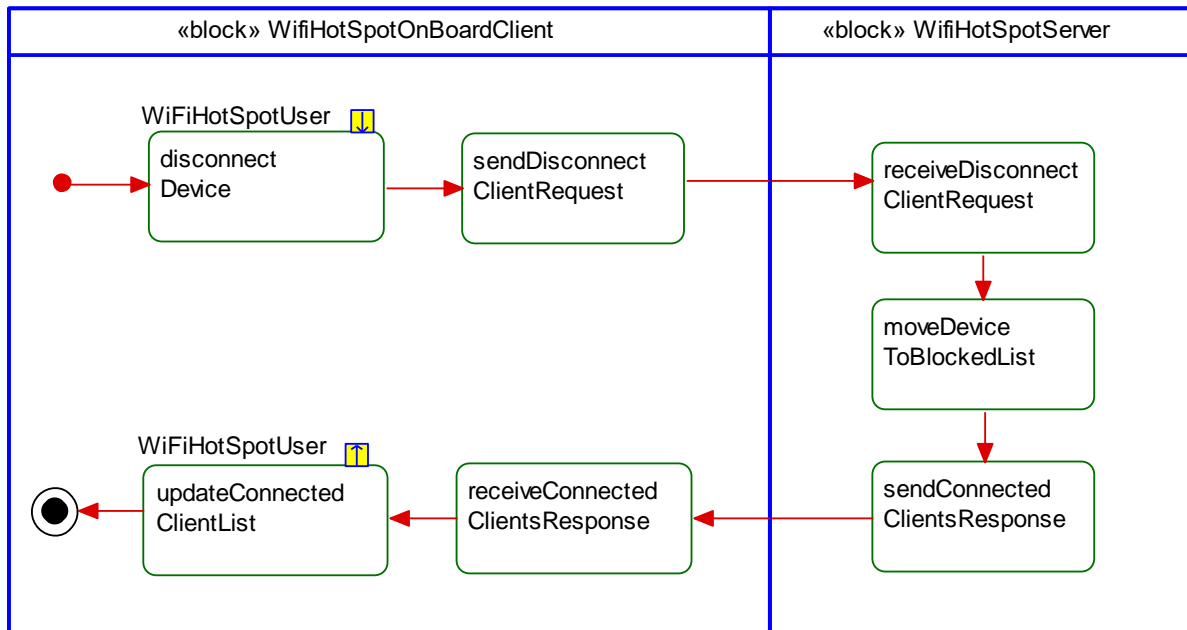 «block» WifiHotSpotOnBoardClient
«block» WifiHotSpotServer
WiFiHotSpotUser
disconnect
Device
sendDisconnect
ClientRequest
receiveDisconnect
ClientRequest
moveDevice
ToBlockedList
WiFiHotSpotUser
updateConnected
ClientList
receiveConnected
ClientsResponse
sendConnected
ClientsResponse